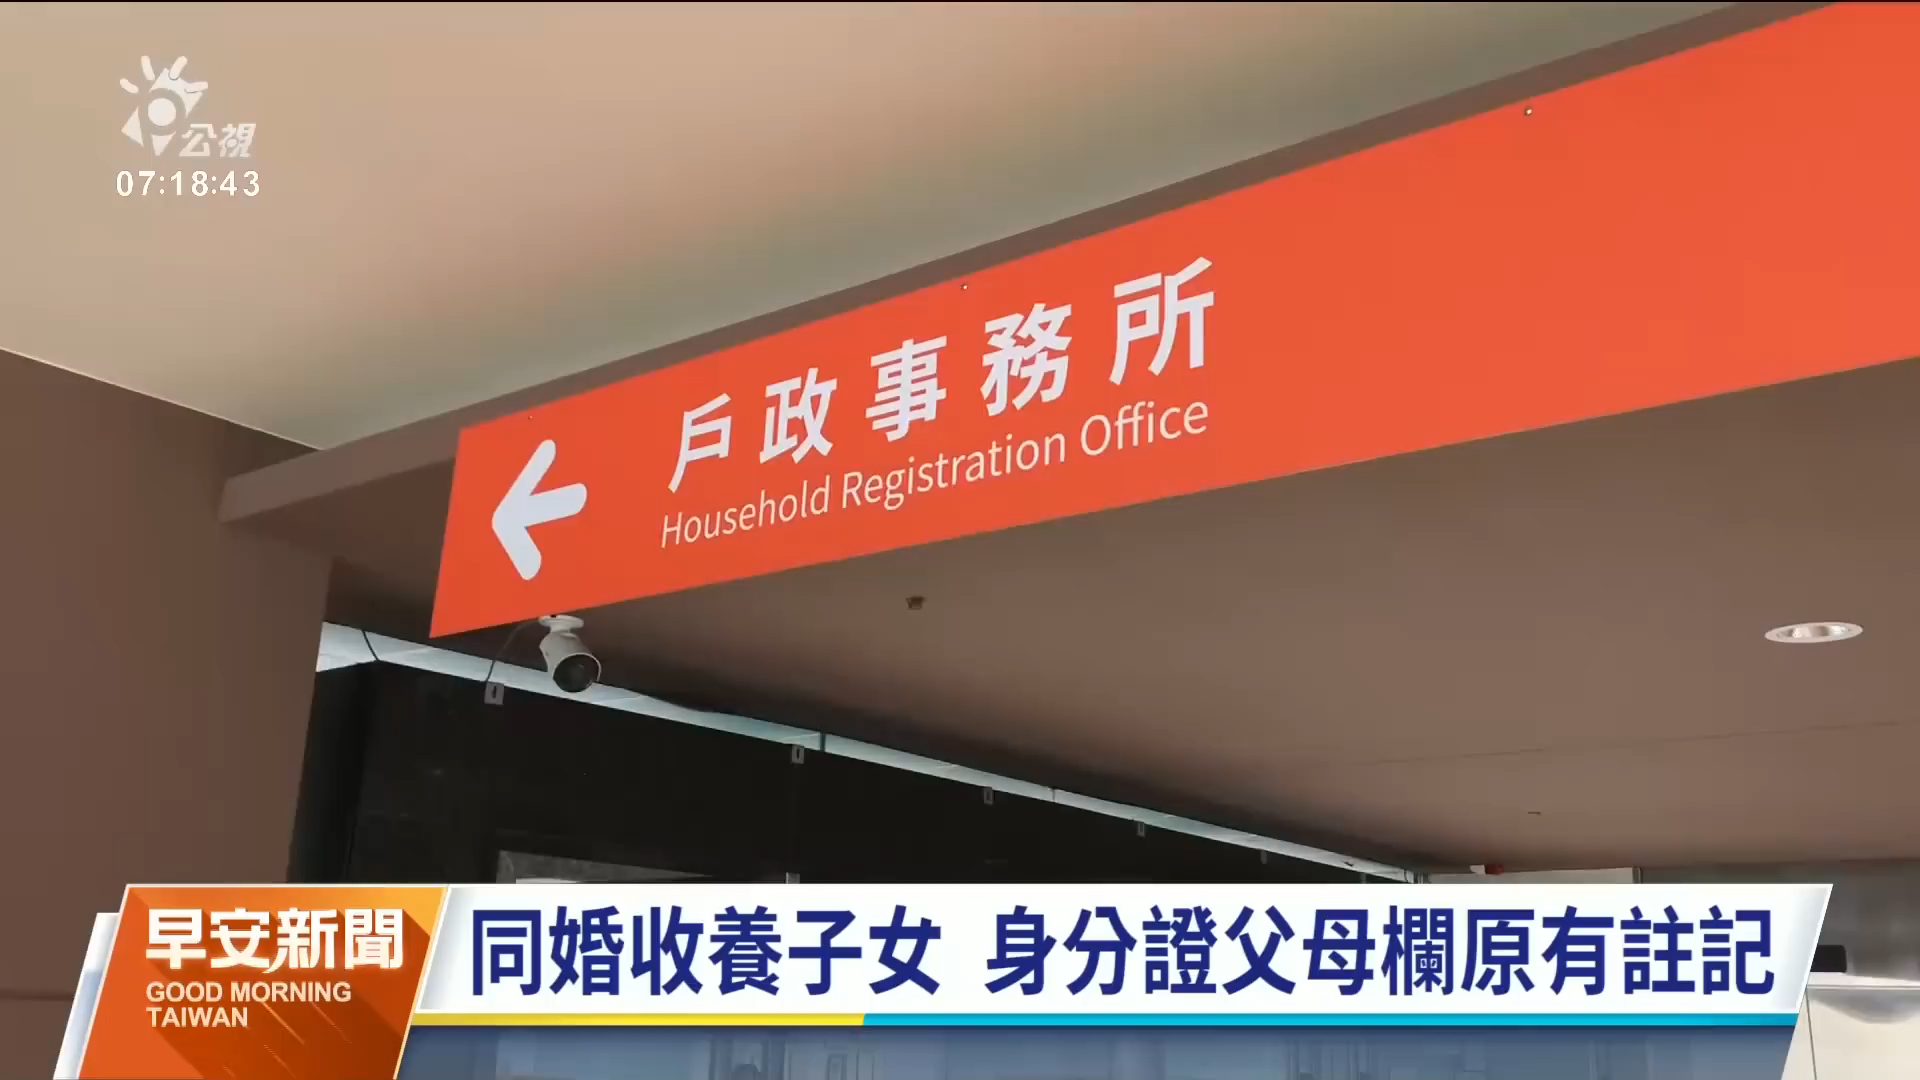 公視
07:18:43
戶政事務所
Household Registration Office
早安新聞
GOOD MORNING
TAIWAN
同婚收養子女 身分證父母欄原有註記